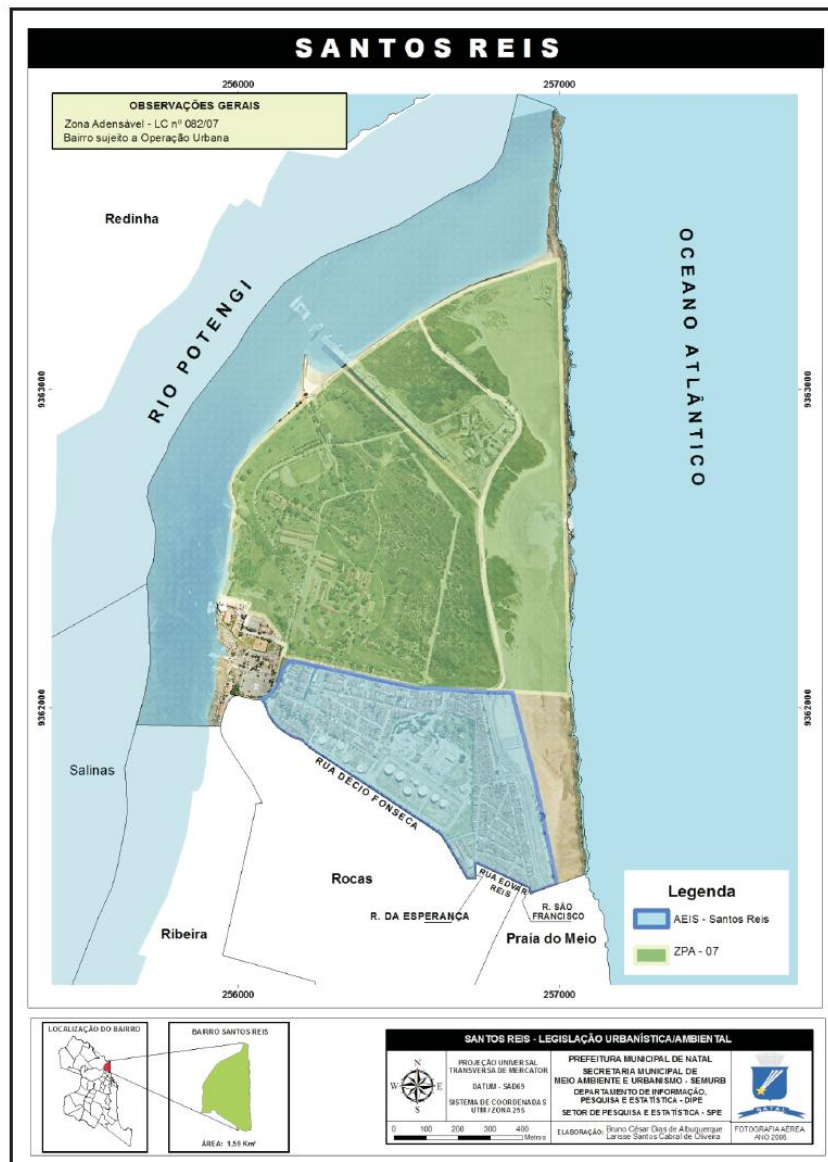 SANTOS REIS
256000
257000
OBSERVAÇÕES GERAIS
Zona Adensável - LC nº 082/07
Bairro sujeito a Operação Urbana
Redinha
RIO POTENGI
OCEANO ATLÂNTICO
9363000
9363000
9362000
9362000
Salinas
RUA DÉCIO FONSECA
Rocas
RUA EDVAR
REIS
R. DA ESPERANÇA
R. SÃO
FRANCISCO
Ribeira
Praia do Meio
Legenda
AEIS - Santos Reis
ZPA - 07
256000
257000
LOCALIZAÇÃO DO BAIRRO
BAIRRO SANTOS REIS
ÁREA: 1,59 Km²
SANTOS REIS - LEGISLAÇÃO URBANÍSTICA/AMBIENTAL
N
W
E
S
0 100 200 300 400
Metros
PROJEÇÃO UNIVERSAL
TRANSVERSA DE MERCATOR
DATUM - SAD69
SISTEMA DE COORDENADAS
UTM / ZONA 25S
PREFEITURA MUNICIPAL DE NATAL
SECRETARIA MUNICIPAL DE
MEIO AMBIENTE E URBANISMO - SEMURB
DEPARTAMENTO DE INFORMAÇÃO,
PESQUISA E ESTATÍSTICA - DIPE
SETOR DE PESQUISA E ESTATÍSTICA - SPE
ELABORAÇÃO: Bruno César Dias de Albuquerque
Larisse Santos Cabral de Oliveira
NATAL
FOTOGRAFIA AÉREA
ANO 2006